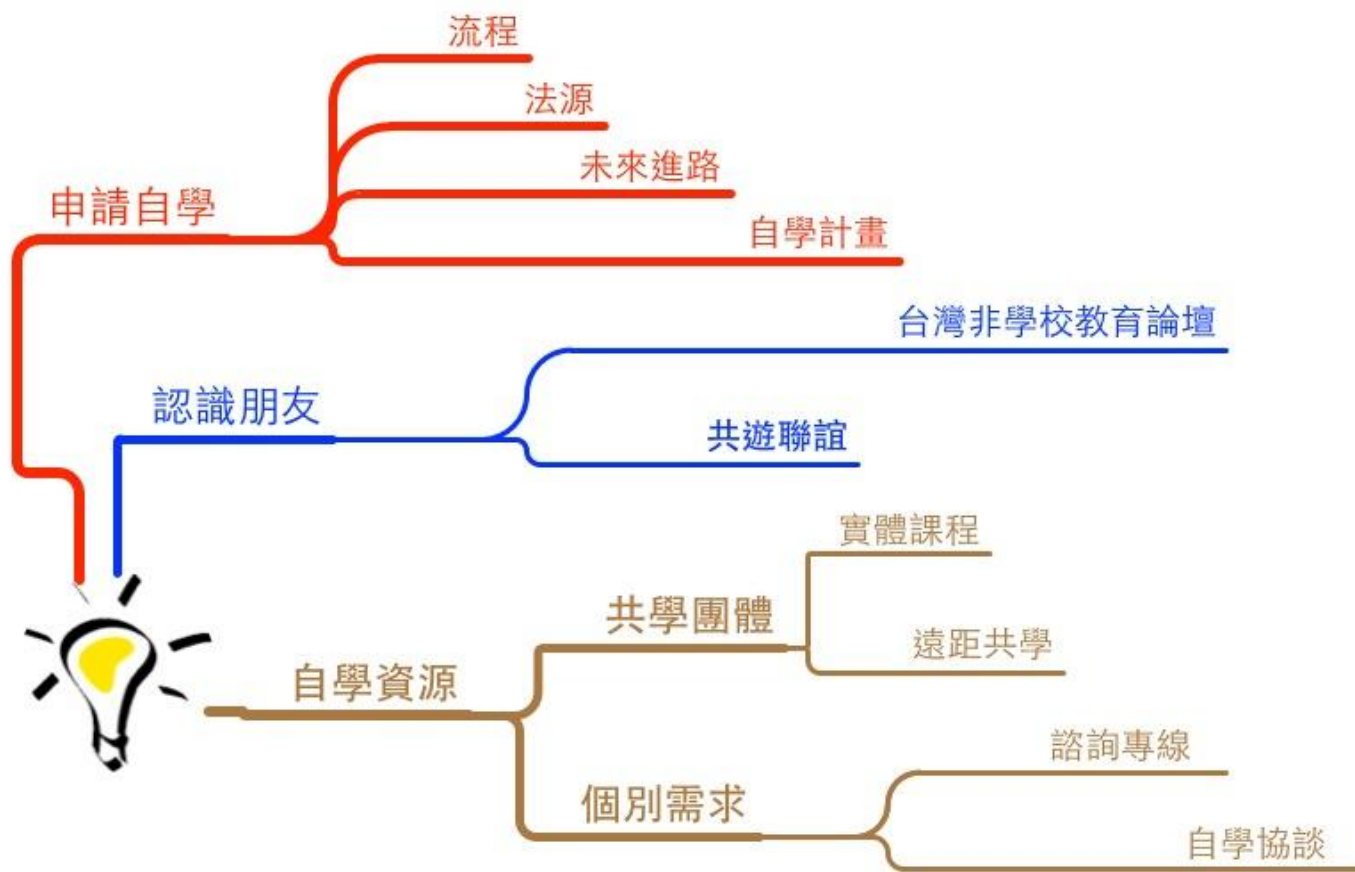 流程
法源
未來進路
申請自學
自學計畫
台灣非學校教育論壇
認識朋友
共遊聯誼
實體課程
共學團體
遠距共學
自學資源
諮詢專線
個別需求
自學協談